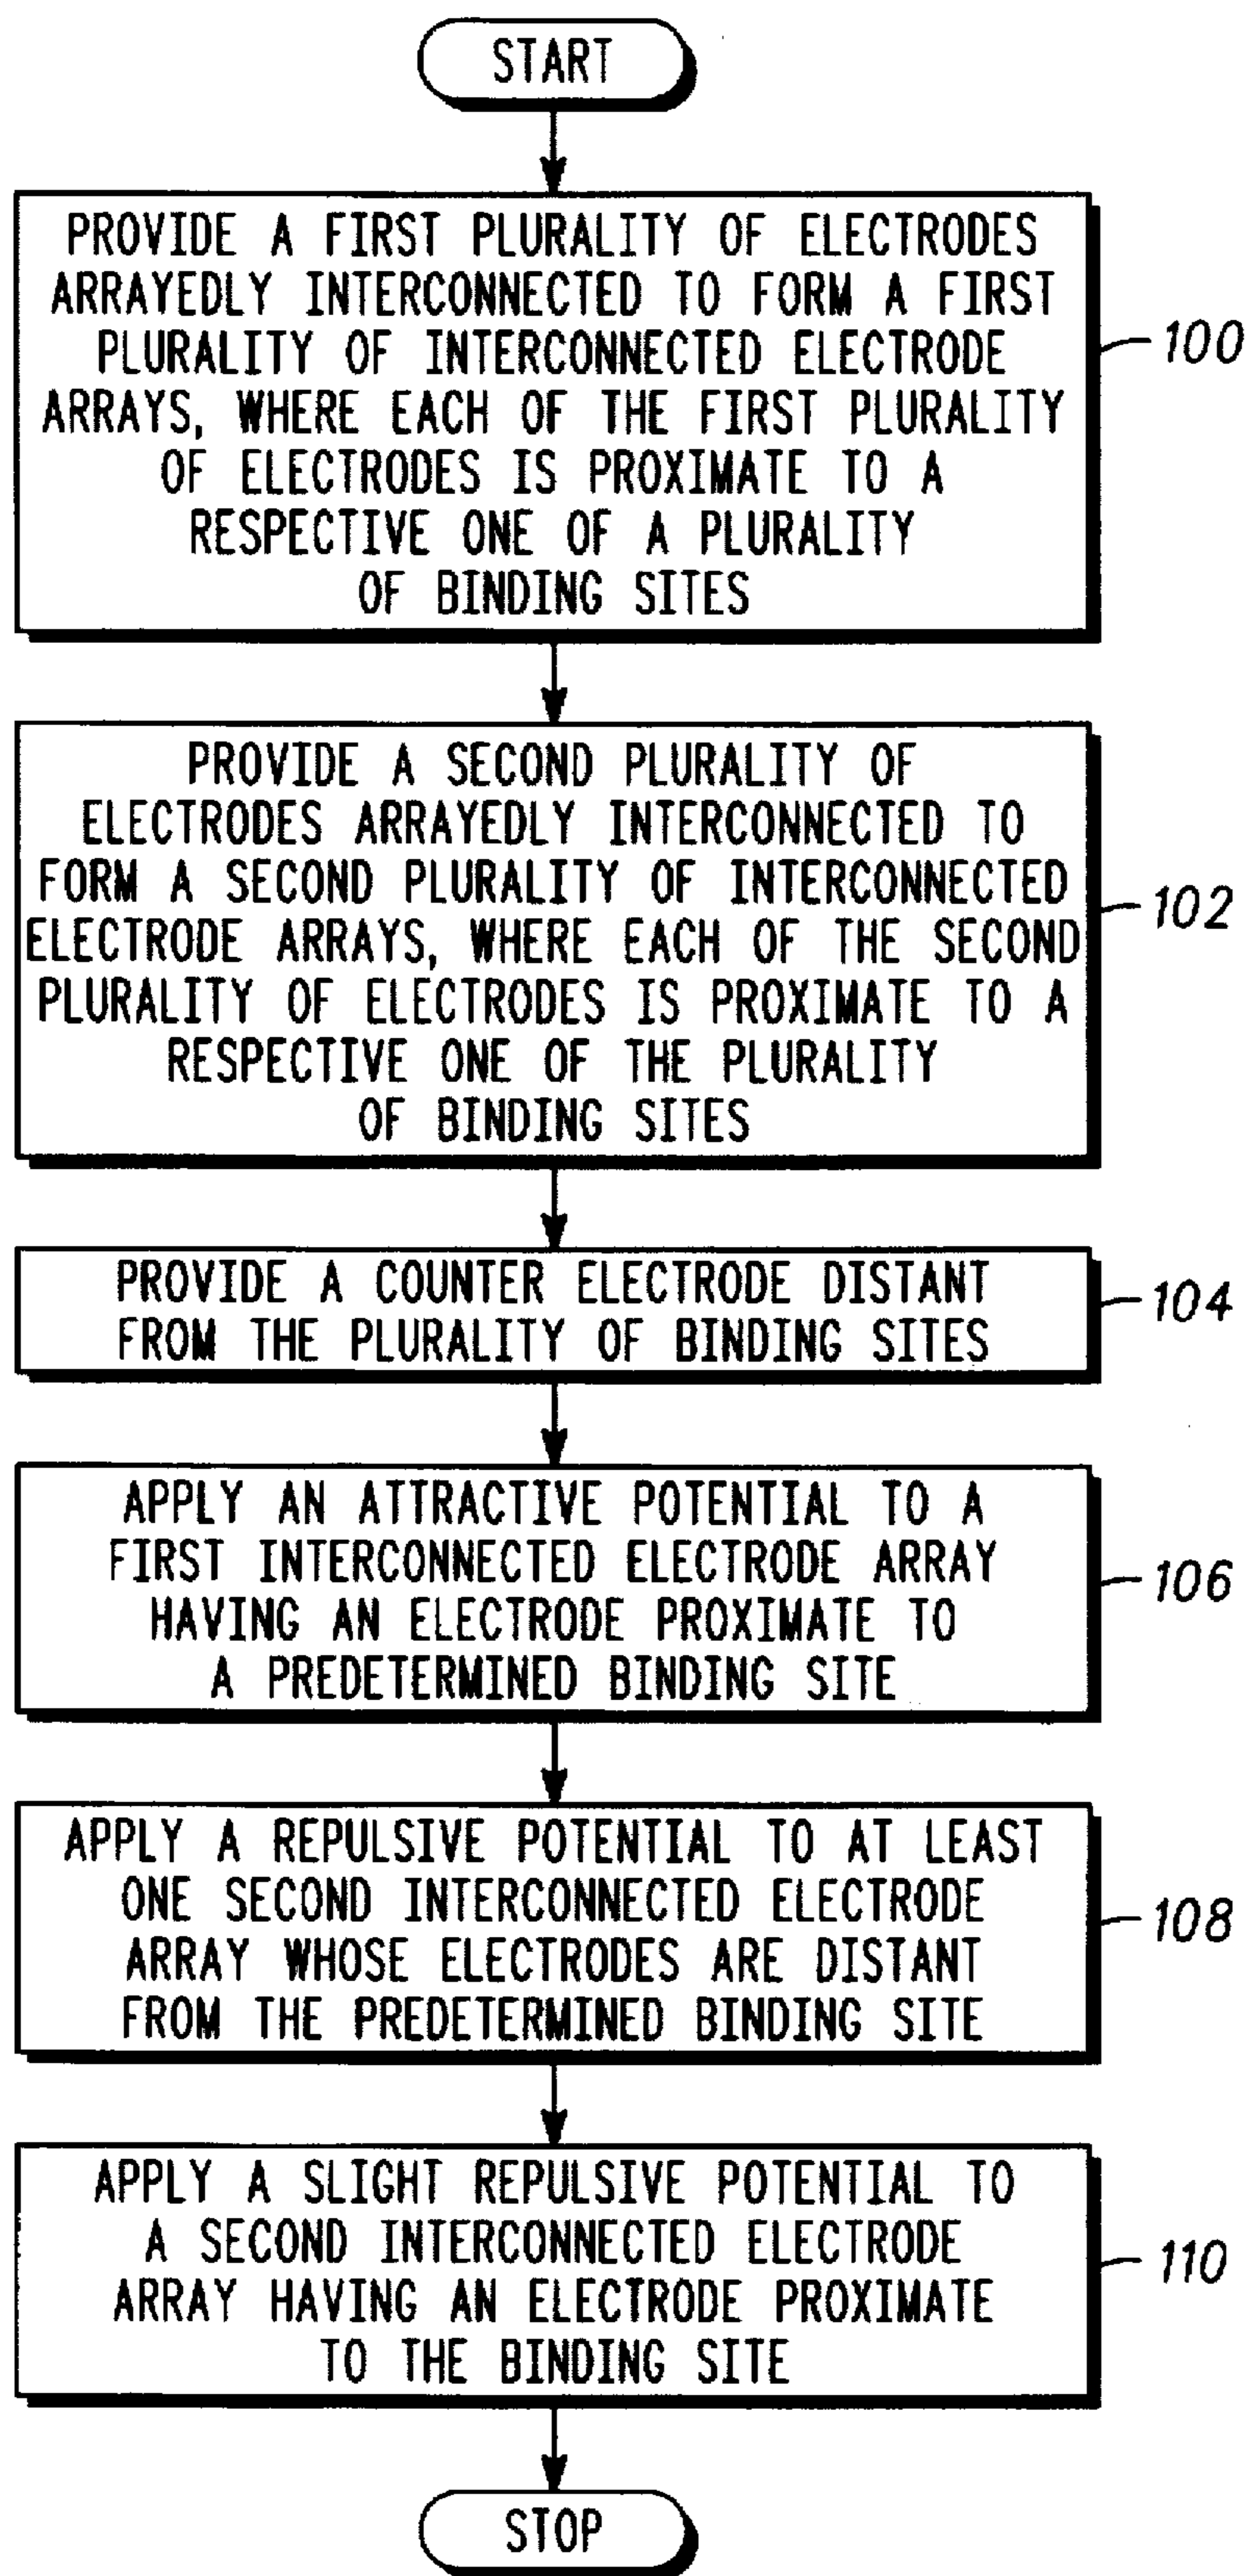 START
PROVIDE A FIRST PLURALITY OF ELECTRODES
ARRAYEDLY INTERCONNECTED TO FORM A FIRST
PLURALITY OF INTERCONNECTED ELECTRODE
ARRAYS, WHERE EACH OF THE FIRST PLURALITY
OF ELECTRODES IS PROXIMATE TO A
RESPECTIVE ONE OF A PLURALITY
OF BINDING SITES
100
PROVIDE A SECOND PLURALITY OF
ELECTRODES ARRAYEDLY INTERCONNECTED TO
FORM A SECOND PLURALITY OF INTERCONNECTED
ELECTRODE ARRAYS, WHERE EACH OF THE SECOND
PLURALITY OF ELECTRODES IS PROXIMATE TO A
RESPECTIVE ONE OF THE PLURALITY
OF BINDING SITES
102
PROVIDE A COUNTER ELECTRODE DISTANT
FROM THE PLURALITY OF BINDING SITES
104
APPLY AN ATTRACTIVE POTENTIAL TO A
FIRST INTERCONNECTED ELECTRODE ARRAY
HAVING AN ELECTRODE PROXIMATE TO
A PREDETERMINED BINDING SITE
106
APPLY A REPULSIVE POTENTIAL TO AT LEAST
ONE SECOND INTERCONNECTED ELECTRODE
ARRAY WHOSE ELECTRODES ARE DISTANT
FROM THE PREDETERMINED BINDING SITE
108
APPLY A SLIGHT REPULSIVE POTENTIAL TO
A SECOND INTERCONNECTED ELECTRODE
ARRAY HAVING AN ELECTRODE PROXIMATE
TO THE BINDING SITE
110
STOP